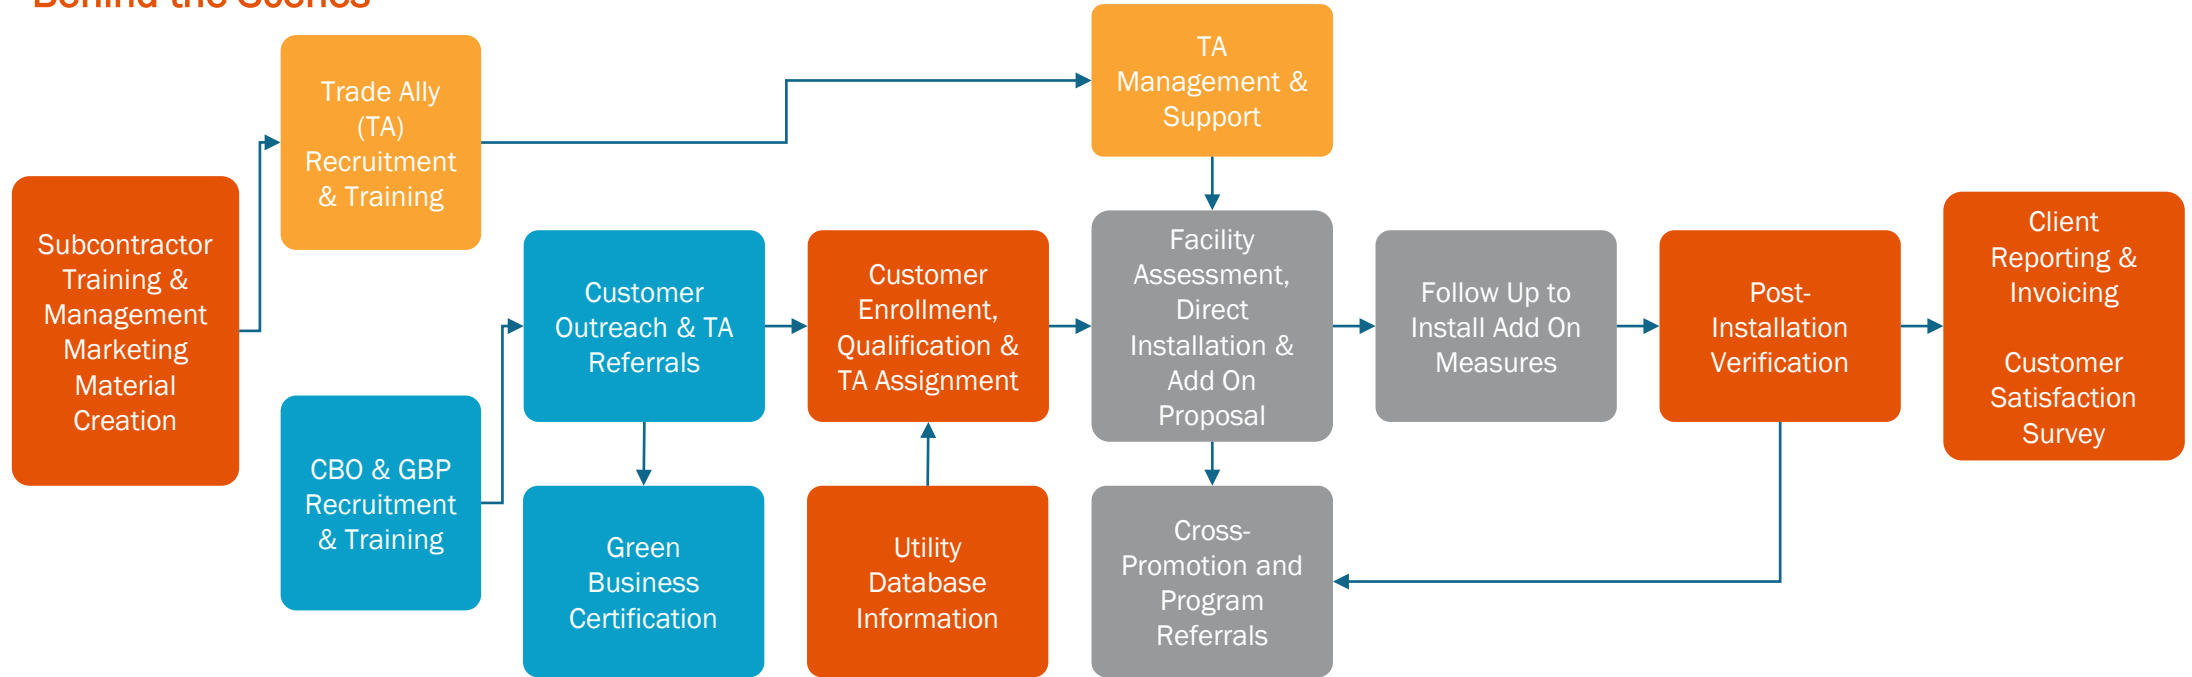 Behind the Scenes
Trade Ally
(TA)
Recruitment
& Training
TA
Management &
Support
Subcontractor
Training &
Management
Marketing
Material
Creation
CBO & GBP
Recruitment
& Training
Customer
Outreach & TA
Referrals
Green
Business
Certification
Customer
Enrollment,
Qualification &
TA Assignment
Utility
Database
Information
Facility
Assessment,
Direct
Installation &
Add On
Proposal
Cross-
Promotion and
Program
Referrals
Follow Up to
Install Add On
Measures
Post-
Installation
Verification
Client
Reporting &
Invoicing
Customer
Satisfaction
Survey